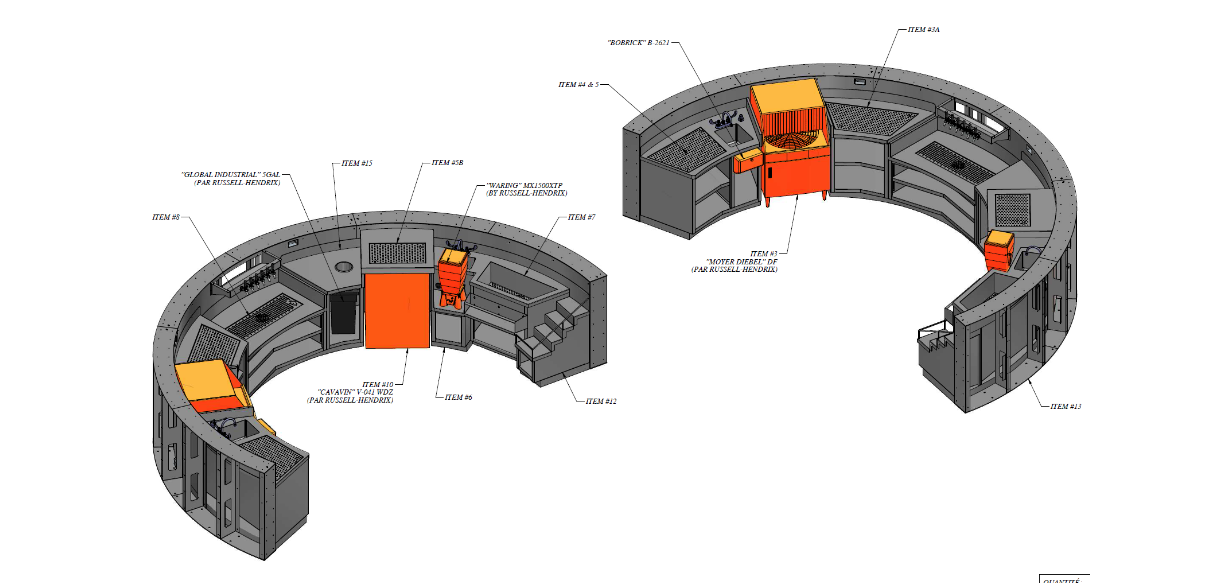 ITEM #3A
"BOBRICK" B-2621
ITEM #4 & 5
ITEM #15
ITEM #5B
"GLOBAL INDUSTRIAL" 5GAL
(PAR RUSSELL-HENDRIX)
"WARING" MX1500XTP
(BY RUSSELL-HENDRIX)
ITEM #8
ITEM #7
ITEM #3
"MOYER DIEBEL" DF
(PAR RUSSELL HENDRIX)
ITEM #10
"CAVAVIN" V-041 WDZ
(PAR RUSSELL-HENDRIX)
ITEM #6
ITEM #12
ITEM #13
QUANTITÉ